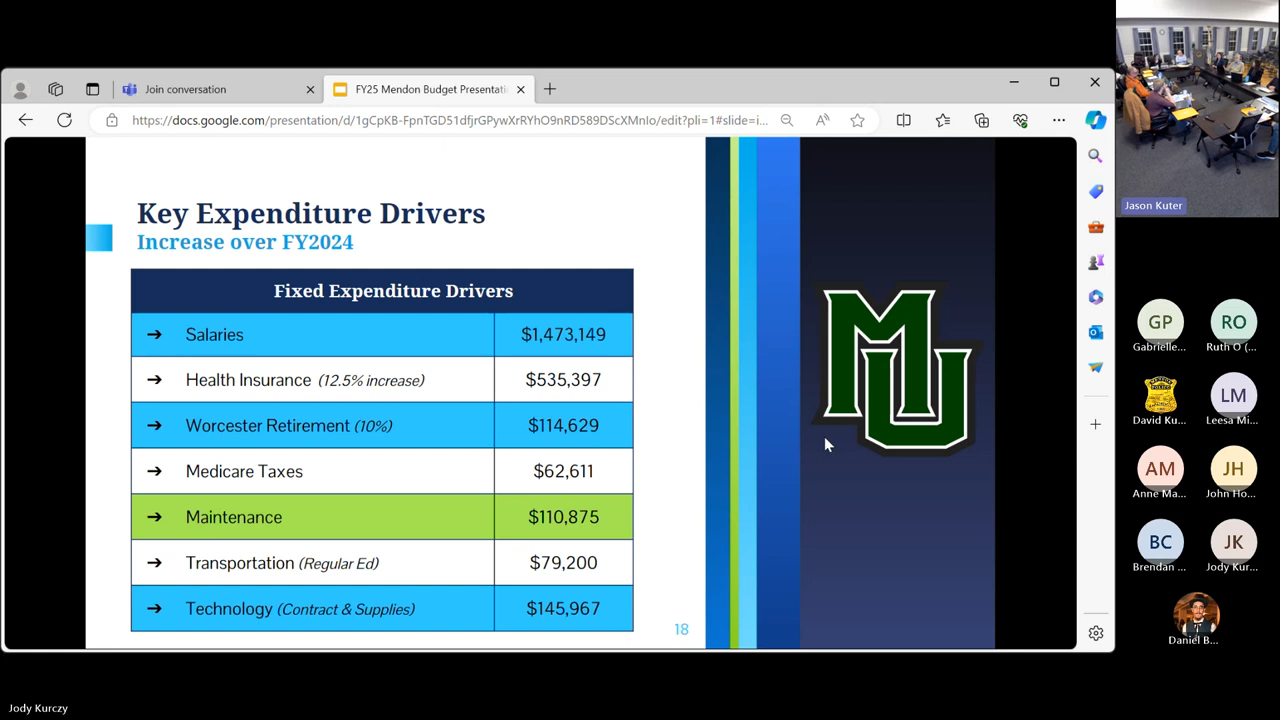 Join conversation
FY25 Mendon Budget Presentati
https://docs.google.com/presentation/d/1gCpKB-FpnTGD51dfjrGPywXrRYhO9nRD589DScXMnIo/edit?pli=1#slide=i...
Key Expenditure Drivers
Increase over FY2024
Fixed Expenditure Drivers
➔ Salaries $1,473,149
➔ Health Insurance (12.5% increase) $535,397
➔ Worcester Retirement (10%) $114,629
➔ Medicare Taxes $62,611
➔ Maintenance $110,875
➔ Transportation (Regular Ed) $79,200
➔ Technology (Contract & Supplies) $145,967
18
MU
Jason Kuter
GP RO
Gabrielle... Ruth O (...
LM
David Ku... Leesa Mi...
AM JH
Anne Ma... John Ho...
BC JK
Brendan ... Jody Kur...
Daniel B...
Jody Kurczy